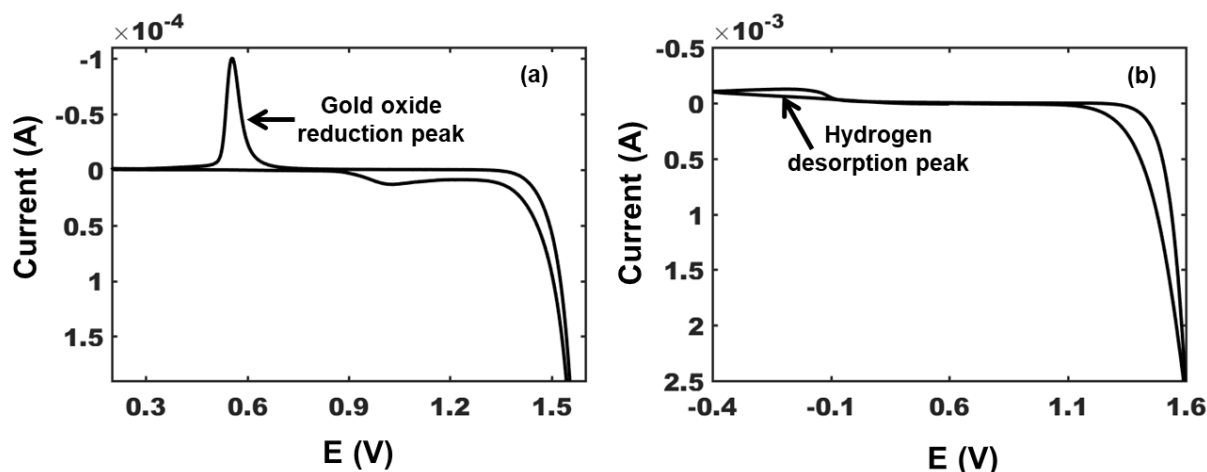 ×10⁻⁴
(a)
-1
-0.5
0
0.5
1
1.5
Current (A)
Gold oxide
reduction peak
0.3
0.6
0.9
1.2
1.5
E (V)
×10⁻³
(b)
-0.5
0
0.5
1
1.5
2
2.5
Current (A)
Hydrogen
desorption peak
-0.4
-0.1
0.6
1.1
1.6
E (V)